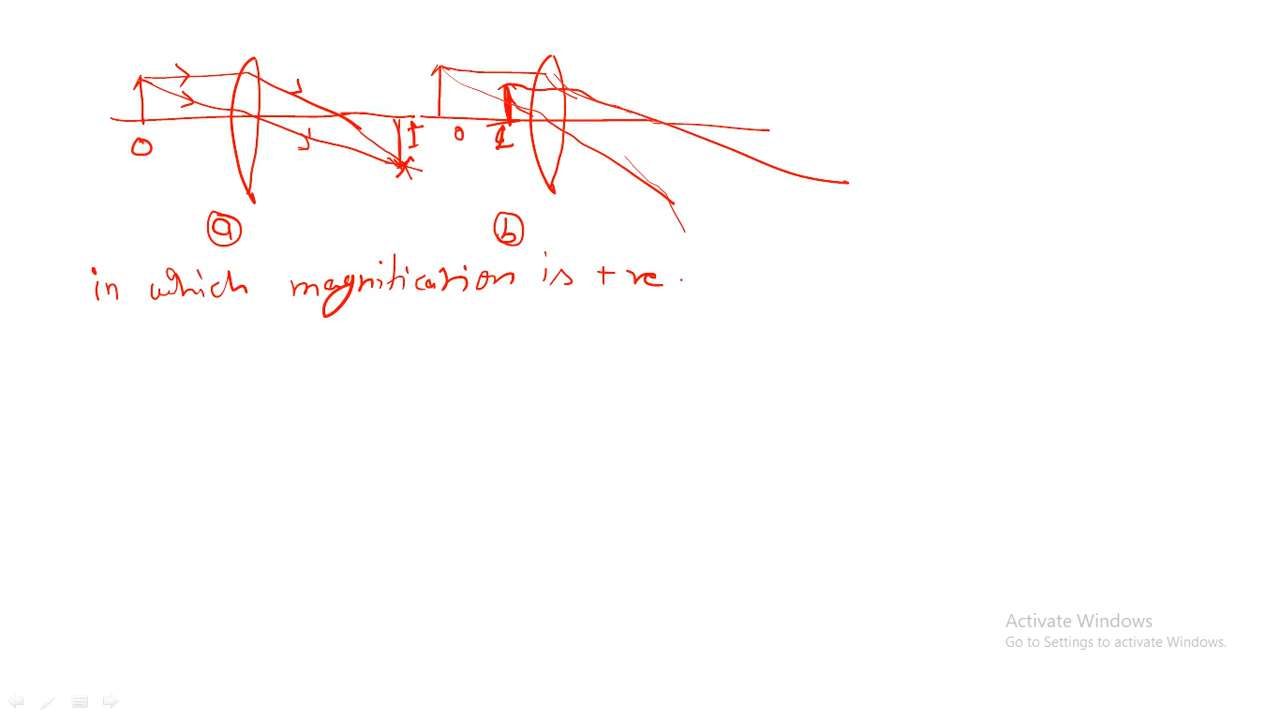 O
I
O
I
a
b
in which magnification is +ve.
Activate Windows
Go to Settings to activate Windows.